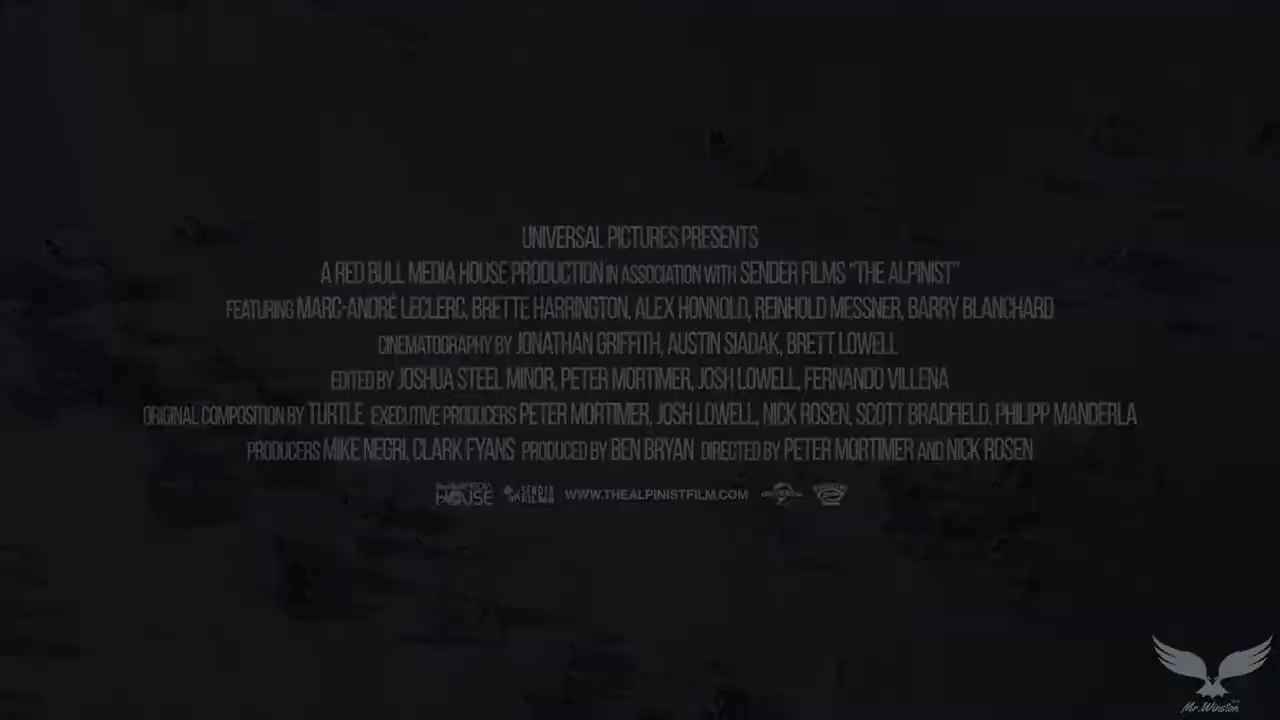 UNIVERSAL PICTURES PRESENTS
A RED BULL MEDIA HOUSE PRODUCTION IN ASSOCIATION WITH SENDER FILMS "THE ALPINIST"
FEATURING MARC-ANDRÉ LECLERC, BRETTE HARRINGTON, ALEX HONNOLD, REINHOLD MESSNER, BARRY BLANCHARD
CINEMATOGRAPHY BY JONATHAN GRIFFITH, AUSTIN SIADAK, BRETT LOWELL
EDITED BY JOSHUA STEEL MINOR, PETER MORTIMER, JOSH LOWELL, FERNANDO VILLENA
ORIGINAL COMPOSITION BY TURTLE EXECUTIVE PRODUCERS PETER MORTIMER, JOSH LOWELL, NICK ROSEN, SCOTT BRADFIELD, PHILIPP MANDERLA
PRODUCERS MIKE NEGRI, CLARK FYANS PRODUCED BY BEN BRYAN DIRECTED BY PETER MORTIMER AND NICK ROSEN
HOUSE SENDER WWW.THEALPINISTFILM.COM UNIVERSAL
Mr.Winston